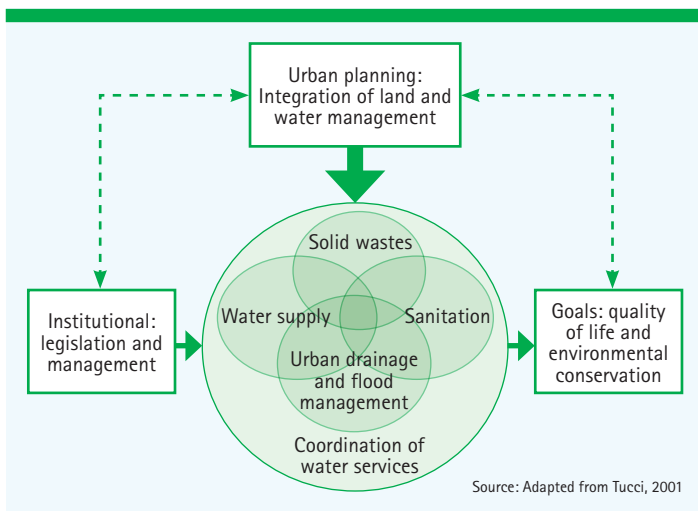 Urban planning:
Integration of land and
water management
Solid wastes
Water supply
Sanitation
Urban drainage
and flood
management
Coordination of
water services
Institutional:
legislation and
management
Goals: quality
of life and
environmental
conservation
Source: Adapted from Tucci, 2001